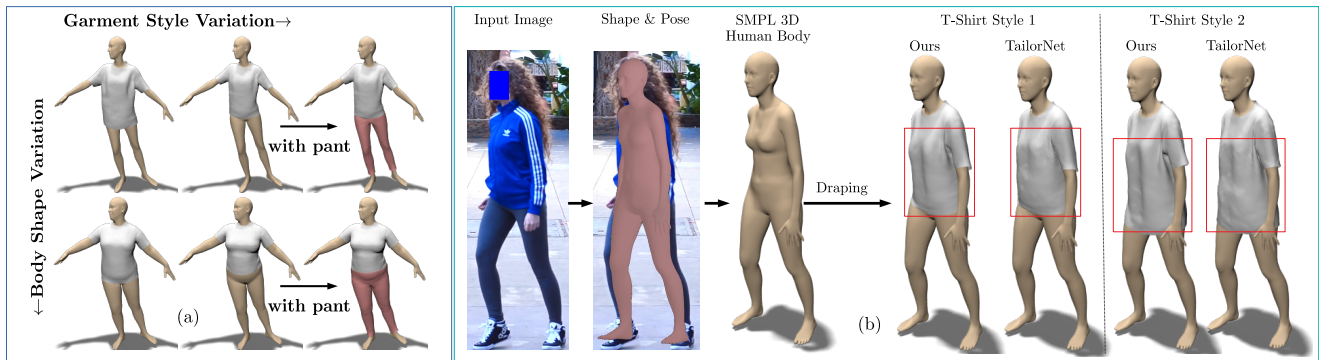 Garment Style Variation→
←Body Shape Variation
with pant
with pant
(a)
Input Image
Shape & Pose
SMPL 3D
Human Body
T-Shirt Style 1
T-Shirt Style 2
Ours
TailorNet
Ours
TailorNet
Draping
(b)